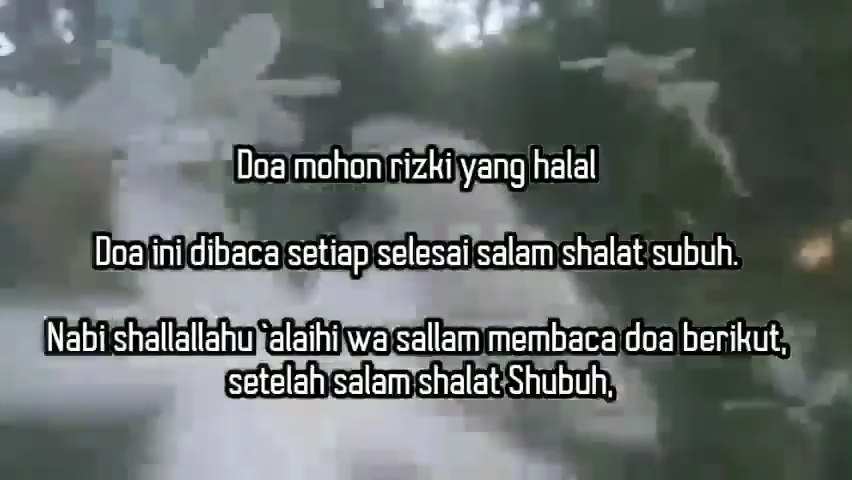 Doa mohon rizki yang halal
Doa ini dibaca setiap selesai salam shalat subuh.
Nabi shallallahu `alaihi wa sallam membaca doa berikut,
setelah salam shalat Shubuh,